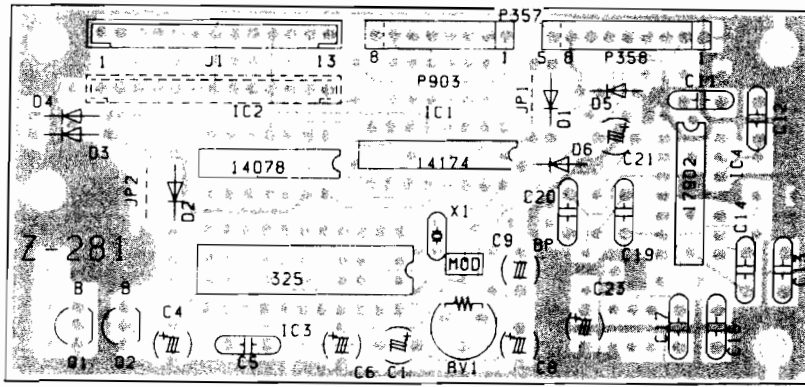 P357
1 J1 13
8 1
5 8 P358 1
P903
C11
D4
IC2
IC1
JP1
D1
D5
C12
D3
14078
14174
D6
C21
17902
IC4
JP2
D2
X1
C20
C14
Z-281
325
MOD
C9
BP
C19
B B
C4
IC3
C23
Q1 Q2
C5
C6 C1
RV1
C8